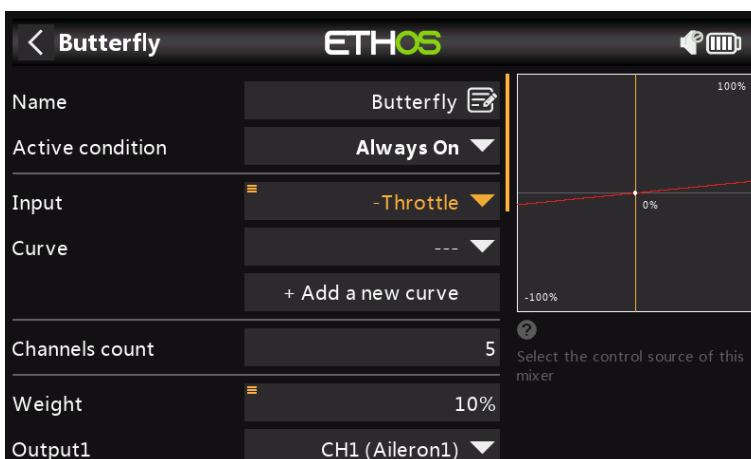 Butterfly ETHOS
Name Butterfly
Active condition Always On
Input -Throttle
Curve ---
+ Add a new curve
Channels count 5
Weight 10%
Output1 CH1 (Aileron1)
100%
0%
-100%
?
Select the control source of this
mixer